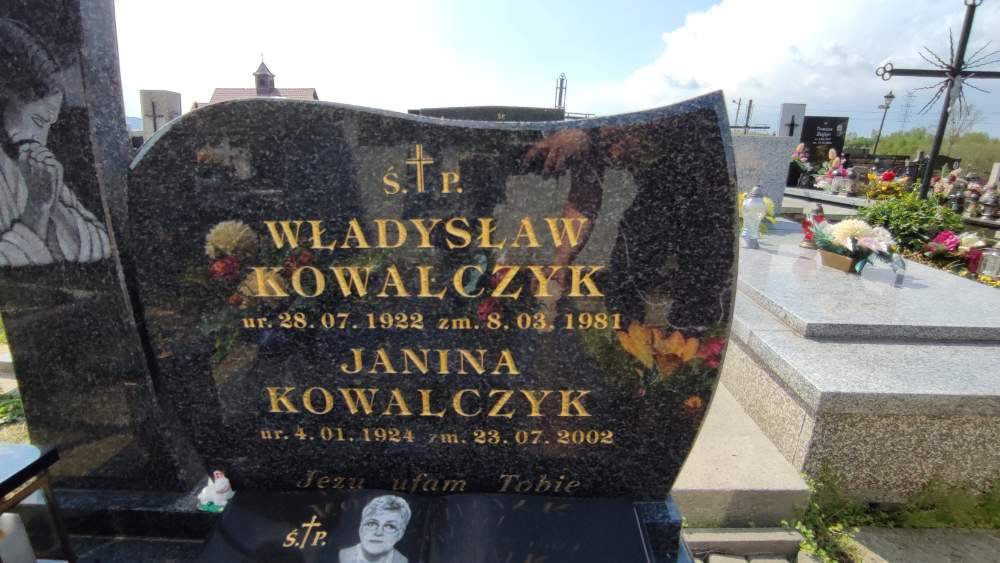 Ś. P.
WŁADYSŁAW
KOWALCZYK
ur. 28. 07. 1922 zm. 8. 03. 1981
JANINA
KOWALCZYK
ur. 4. 01. 1924 zm. 23. 07. 2002
Jezu ufam Tobie
Ś. P.